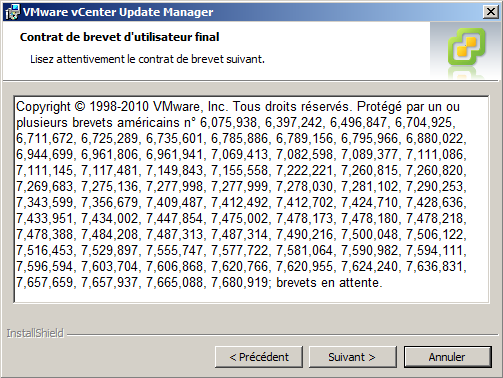 VMware vCenter Update Manager
Contrat de brevet d'utilisateur final
Lisez attentivement le contrat de brevet suivant.
Copyright © 1998-2010 VMware, Inc. Tous droits réservés. Protégé par un ou
plusieurs brevets américains n° 6,075,938, 6,397,242, 6,496,847, 6,704,925,
6,711,672, 6,725,289, 6,735,601, 6,785,886, 6,789,156, 6,795,966, 6,880,022,
6,944,699, 6,961,806, 6,961,941, 7,069,413, 7,082,598, 7,089,377, 7,111,086,
7,111,145, 7,117,481, 7,149,843, 7,155,558, 7,222,221, 7,260,815, 7,260,820,
7,269,683, 7,275,136, 7,277,998, 7,277,999, 7,278,030, 7,281,102, 7,290,253,
7,343,599, 7,356,679, 7,409,487, 7,412,492, 7,412,702, 7,424,710, 7,428,636,
7,433,951, 7,434,002, 7,447,854, 7,475,002, 7,478,173, 7,478,180, 7,478,218,
7,478,388, 7,484,208, 7,487,313, 7,487,314, 7,490,216, 7,500,048, 7,506,122,
7,516,453, 7,529,897, 7,555,747, 7,577,722, 7,581,064, 7,590,982, 7,594,111,
7,596,594, 7,603,704, 7,606,868, 7,620,766, 7,620,955, 7,624,240, 7,636,831,
7,657,659, 7,657,937, 7,665,088, 7,680,919; brevets en attente.
InstallShield
< Précédent
Suivant >
Annuler